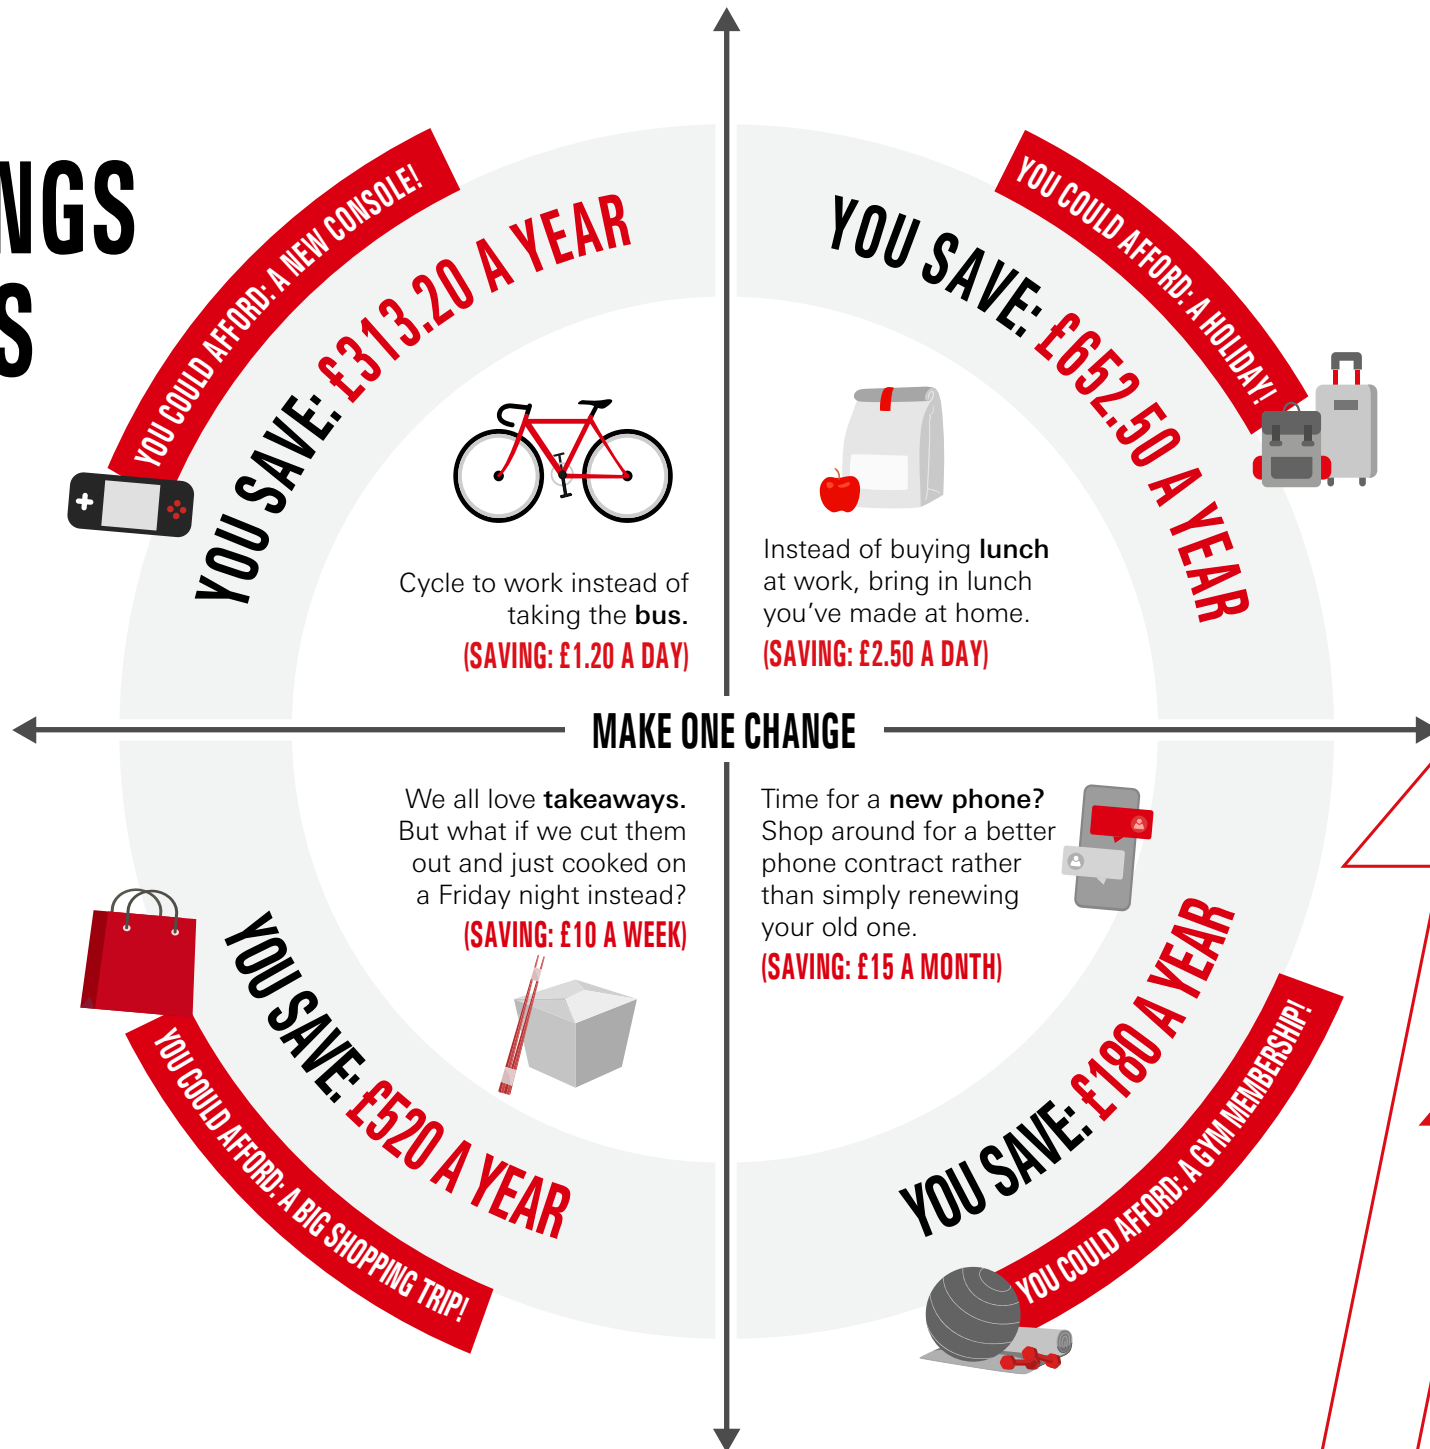 NGS
S
YOU COULD AFFORD: A NEW CONSOLE!
YOU SAVE: £313.20 A YEAR
Cycle to work instead of
taking the bus.
(SAVING: £1.20 A DAY)
YOU COULD AFFORD: A HOLIDAY!
YOU SAVE: £652.50 A YEAR
Instead of buying lunch
at work, bring in lunch
you’ve made at home.
(SAVING: £2.50 A DAY)
MAKE ONE CHANGE
We all love takeaways.
But what if we cut them
out and just cooked on
a Friday night instead?
(SAVING: £10 A WEEK)
YOU SAVE: £520 A YEAR
YOU COULD AFFORD: A BIG SHOPPING TRIP!
Time for a new phone?
Shop around for a better
phone contract rather
than simply renewing
your old one.
(SAVING: £15 A MONTH)
YOU SAVE: £180 A YEAR
YOU COULD AFFORD: A GYM MEMBERSHIP!